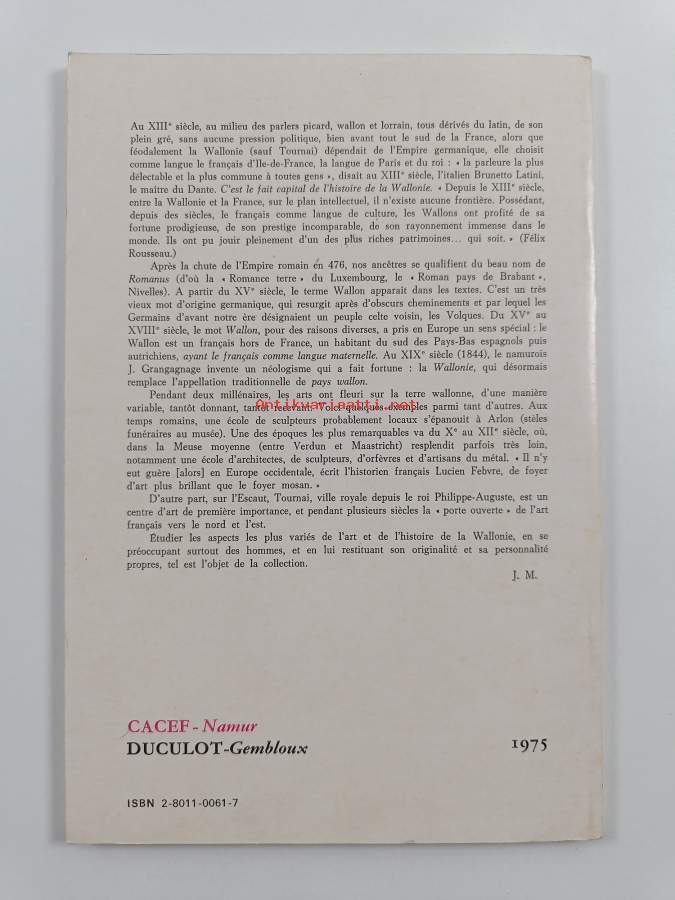 Au XIIIe siècle, au milieu des parlers picard, wallon et lorrain, tous dérivés du latin, de son
plein gré, sans aucune pression politique, bien avant tout le sud de la France, alors que
féodalement la Wallonie (sauf Tournai) dépendait de l'Empire germanique, elle choisit
comme langue le français d'Ile-de-France, la langue de Paris et du roi : « la parleure la plus
délectable et la plus commune à toutes gens », disait au XIIIe siècle, l'italien Brunetto Latini,
le maître du Dante. C'est le fait capital de l'histoire de la Wallonie. « Depuis le XIIIe siècle,
entre la Wallonie et la France, sur le plan intellectuel, il n'existe aucune frontière. Possédant,
depuis des siècles, le français comme langue de culture, les Wallons ont profité de sa
fortune prodigieuse, de son prestige incomparable, de son rayonnement immense dans le
monde. Ils ont pu jouir pleinement d'un des plus riches patrimoines... qui soit. » (Félix
Rousseau.)
Après la chute de l'Empire romain en 476, nos ancêtres se qualifient du beau nom de
Romanus (d'où la « Romance terre » du Luxembourg, le « Roman pays de Brabant »,
Nivelles). A partir du XVe siècle, le terme Wallon apparait dans les textes. C'est un très
vieux mot d'origine germanique, qui resurgit après d'obscurs cheminements et par lequel les
Germains d'avant notre ère désignaient un peuple celte voisin, les Volques. Du XVe au
XVIIIe siècle, le mot Wallon, pour des raisons diverses, a pris en Europe un sens spécial : le
Wallon est un français hors de France, un habitant du sud des Pays-Bas espagnols puis
autrichiens, ayant le français comme langue maternelle. Au XIXe siècle (1844), le namurois
J. Grangagnage invente un néologisme qui a fait fortune : la Wallonie, qui désormais
remplace l'appellation traditionnelle de pays wallon.
Pendant deux millénaires, les arts ont fleuri sur la terre wallonne, d'une manière
variable, tantôt donnant, tantôt recevant. Voici quelques exemples parmi tant d'autres. Aux
Antikvariaatti.net
temps romains, une école de sculpteurs probablement locaux s'épanouit à Arlon (stèles
funéraires au musée). Une des époques les plus remarquables va du Xe au XIIe siècle, où,
dans la Meuse moyenne (entre Verdun et Maastricht) resplendit parfois très loin,
notamment une école d'architectes, de sculpteurs, d'orfèvres et d'artisans du métal. « Il n'y
eut guère [alors] en Europe occidentale, écrit l'historien français Lucien Febvre, de foyer
d'art plus brillant que le foyer mosan. »
D'autre part, sur l'Escaut, Tournai, ville royale depuis le roi Philippe-Auguste, est un
centre d'art de première importance, et pendant plusieurs siècles la « porte ouverte » de l'art
français vers le nord et l'est.
Étudier les aspects les plus variés de l'art et de l'histoire de la Wallonie, en se
préoccupant surtout des hommes, et en lui restituant son originalité et sa personnalité
propres, tel est l'objet de la collection.
J. M.
CACEF - Namur
DUCULOT-Gembloux 1975
ISBN 2-8011-0061-7